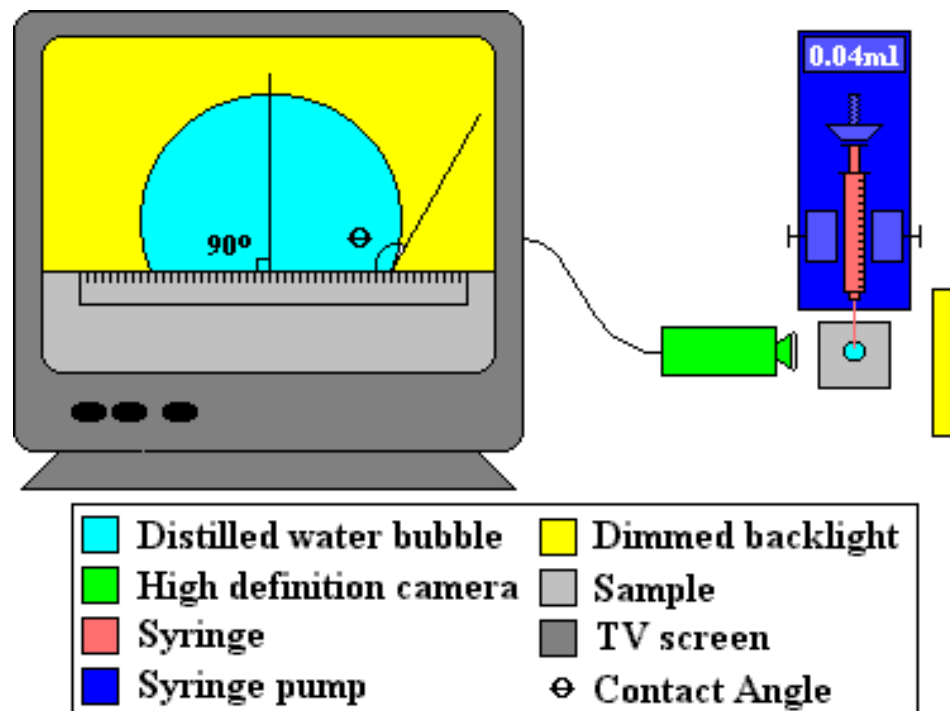 0.04ml
90º
ϴ
Distilled water bubble
High definition camera
Syringe
Syringe pump
Dimmed backlight
Sample
TV screen
ϴ Contact Angle